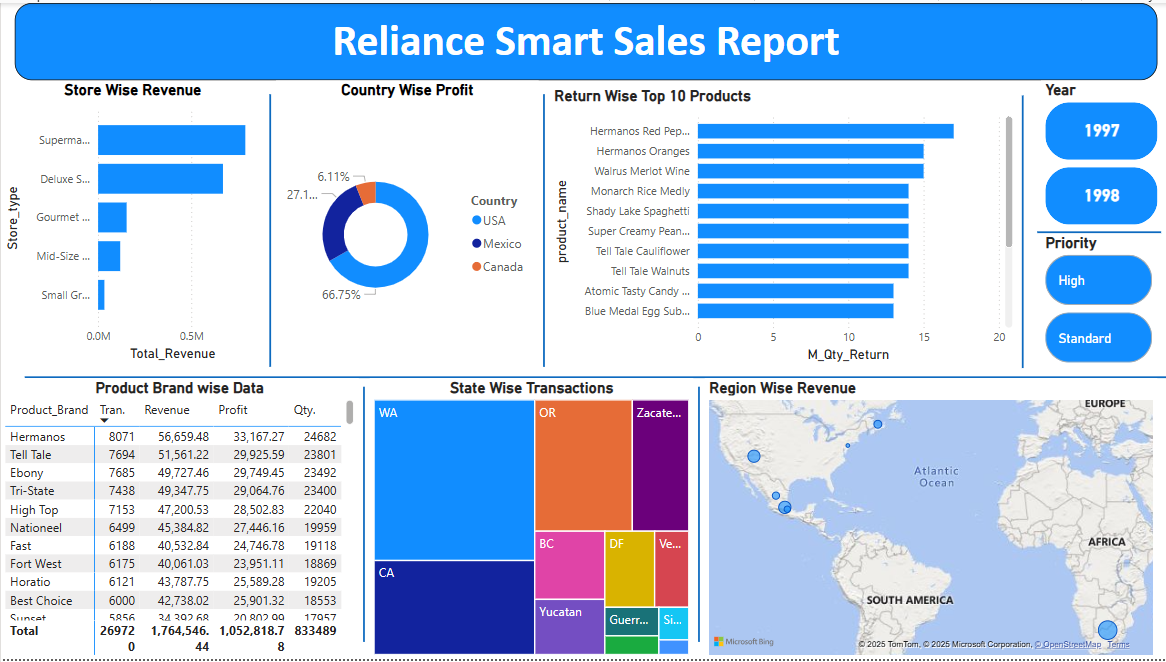 Reliance Smart Sales Report
Store Wise Revenue
Store_type
Superma...
Deluxe S...
Gourmet ...
Mid-Size ...
Small Gr...
0.0M 0.5M
Total_Revenue
Country Wise Profit
6.11%
27.1...
66.75%
Country
USA
Mexico
Canada
Return Wise Top 10 Products
product_name
Hermanos Red Pep...
Hermanos Oranges
Walrus Merlot Wine
Monarch Rice Medly
Shady Lake Spaghetti
Super Creamy Pean...
Tell Tale Cauliflower
Tell Tale Walnuts
Atomic Tasty Candy ...
Blue Medal Egg Sub...
0 5 10 15 20
M_Qty_Return
Year
1997
1998
Priority
High
Standard
Product Brand wise Data
Product_Brand Tran. Revenue Profit Qty.
Hermanos 8071 56,659.48 33,167.27 24682
Tell Tale 7694 51,561.22 29,925.59 23801
Ebony 7685 49,727.46 29,749.45 23492
Tri-State 7438 49,347.75 29,064.76 23400
High Top 7153 47,200.53 28,502.83 22040
Nationeel 6499 45,384.82 27,446.16 19959
Fast 6188 40,532.84 24,746.78 19118
Fort West 6175 40,061.03 23,951.11 18869
Horatio 6121 43,787.75 25,589.28 19205
Best Choice 6000 42,738.02 25,901.32 18553
Sunset 5856 34,392.68 20,802.99 17957
Total 26972 1,764,546. 1,052,818.7 833489
0 44 8
State Wise Transactions
WA
CA
OR
Zacate...
BC
DF
Ve...
Yucatan
Guerr...
Si...
Region Wise Revenue
EUROPE
Atlantic
Ocean
AFRICA
SOUTH AMERICA
Microsoft Bing
© 2025 TomTom, © 2025 Microsoft Corporation, © OpenStreetMap Terms